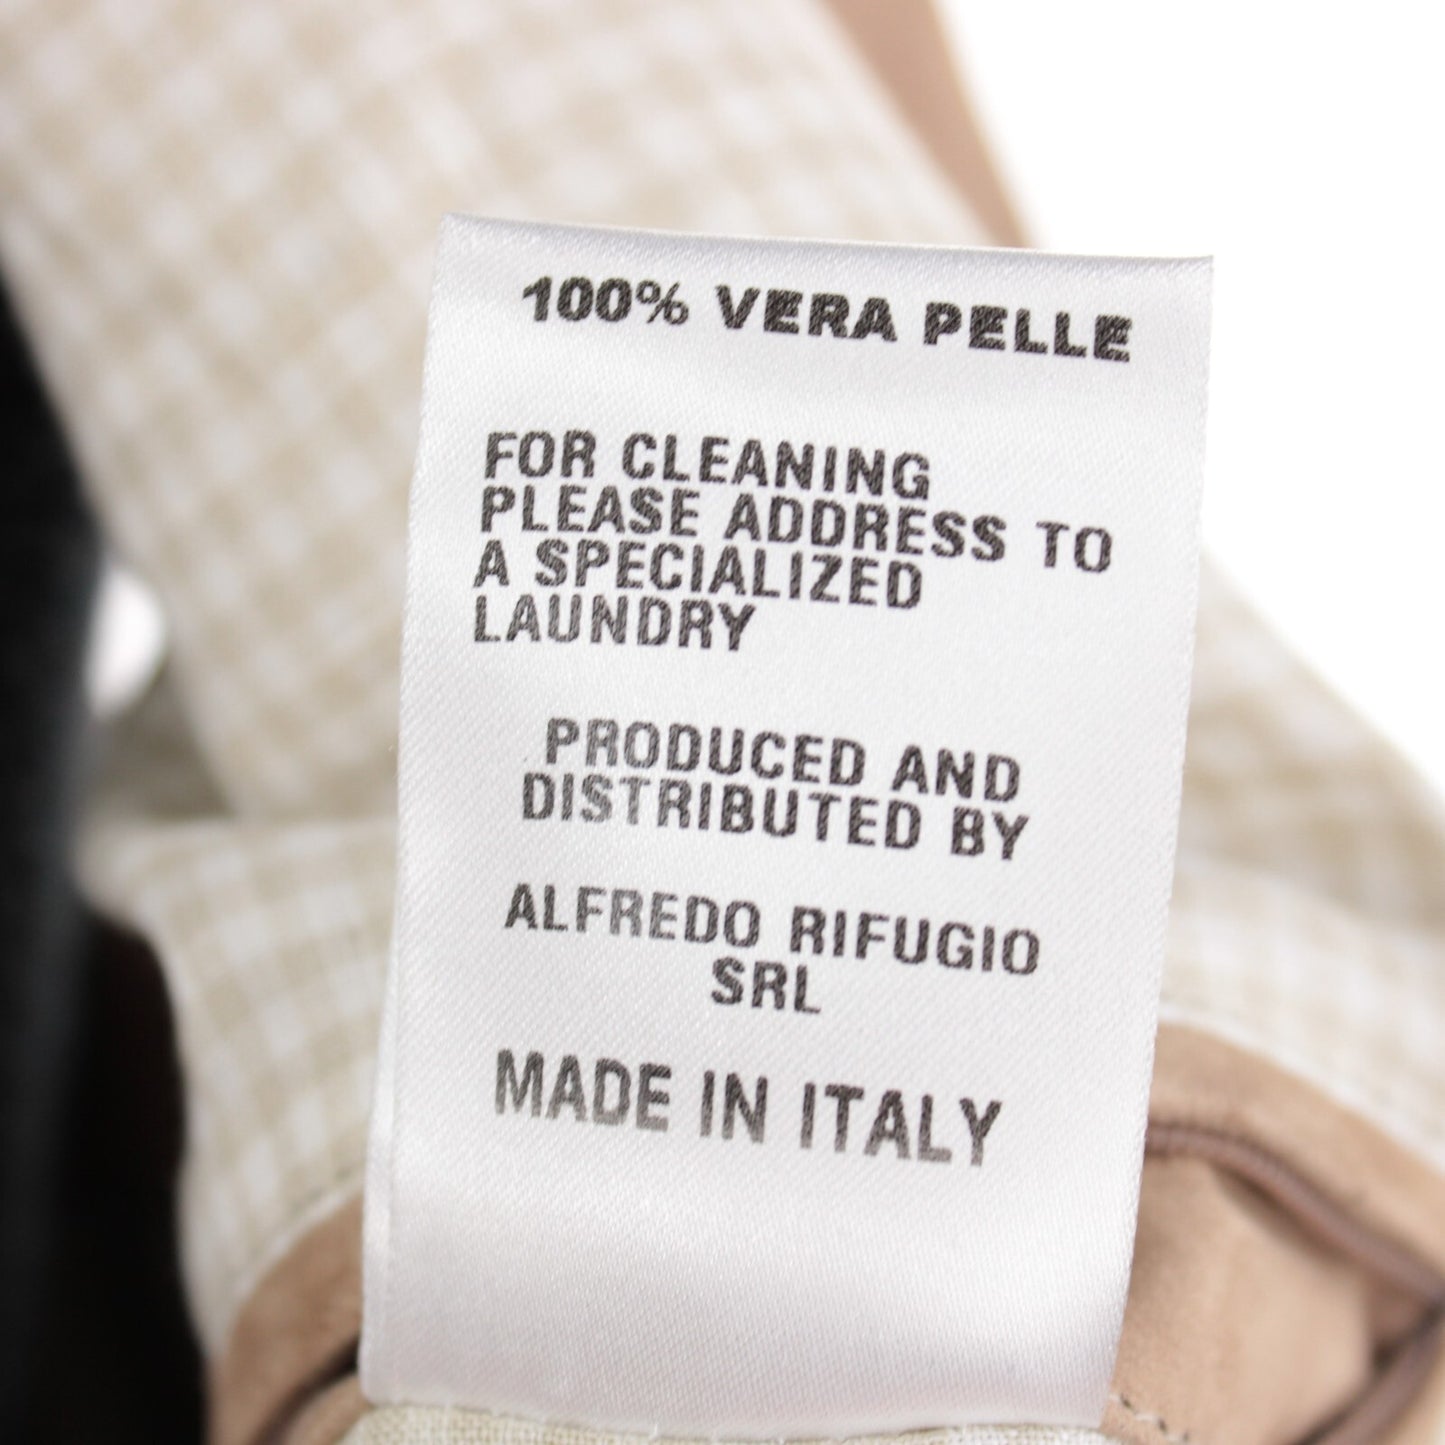 100% VERA PELLE
FOR CLEANING
PLEASE ADDRESS TO
A SPECIALIZED
LAUNDRY
PRODUCED AND
DISTRIBUTED BY
ALFREDO RIFUGIO
SRL
MADE IN ITALY